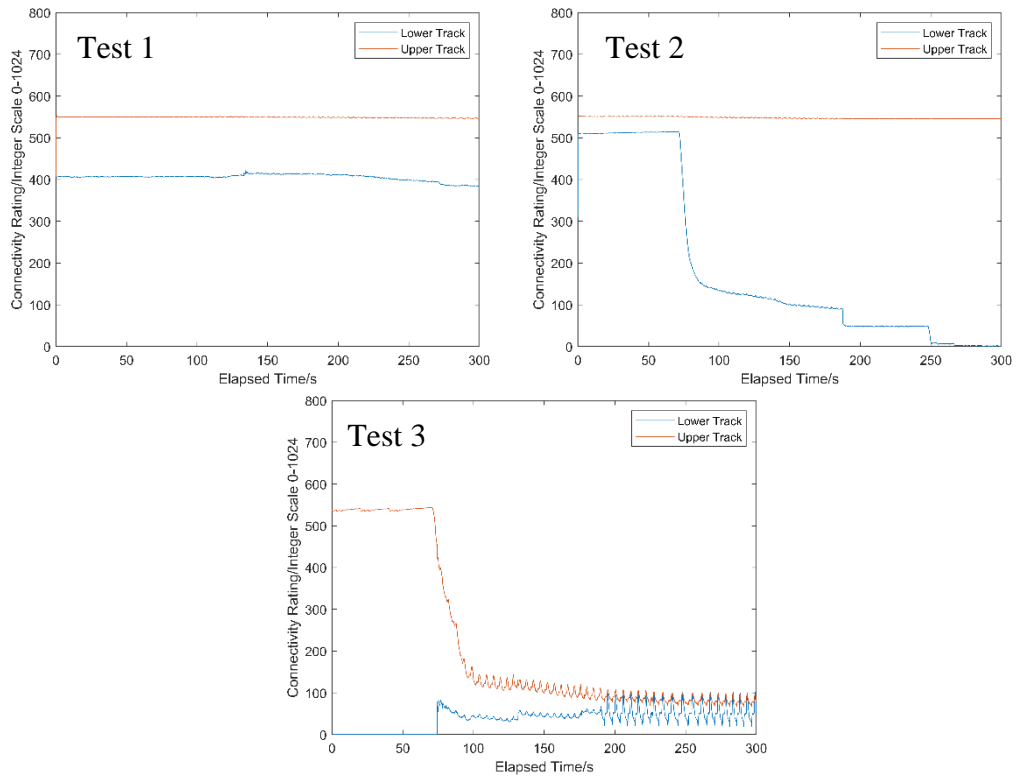 Test 1
Lower Track
Upper Track
Connectivity Rating/Integer Scale 0-1024
800
700
600
500
400
300
200
100
0
0 50 100 150 200 250 300
Elapsed Time/s
Test 2
Lower Track
Upper Track
Connectivity Rating/Integer Scale 0-1024
800
700
600
500
400
300
200
100
0
0 50 100 150 200 250 300
Elapsed Time/s
Test 3
Lower Track
Upper Track
Connectivity Rating/Integer Scale 0-1024
800
700
600
500
400
300
200
100
0
0 50 100 150 200 250 300
Elapsed Time/s